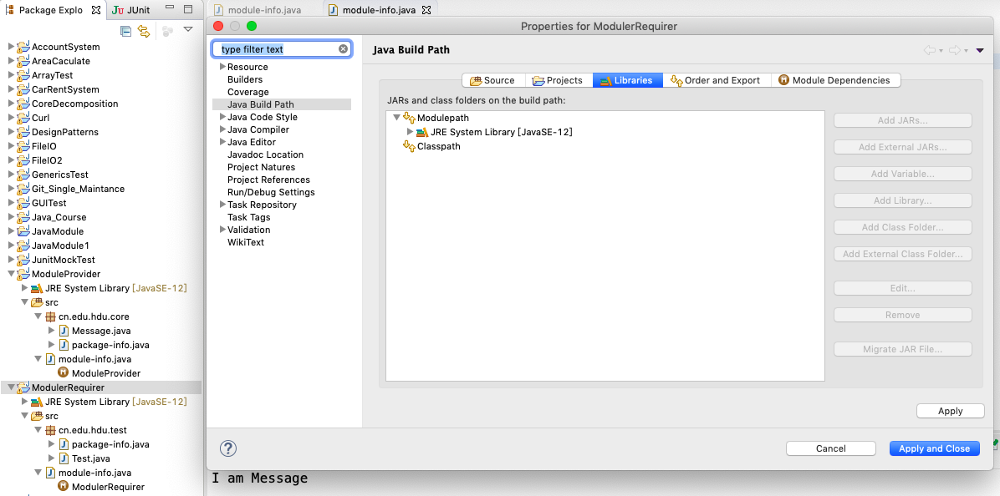 Package Explo
JUnit
module-info.java
module-info.java
AccountSystem
AreaCaculate
ArrayTest
CarRentSystem
CoreDecomposition
Curl
DesignPatterns
FileIO
FileIO2
GenericsTest
Git_Single_Maintance
GUITest
Java_Course
JavaModule
JavaModule1
JunitMockTest
ModuleProvider
JRE System Library [JavaSE-12]
src
cn.edu.hdu.core
Message.java
package-info.java
module-info.java
ModuleProvider
ModulerRequirer
JRE System Library [JavaSE-12]
src
cn.edu.hdu.test
package-info.java
Test.java
module-info.java
ModulerRequirer
Properties for ModulerRequirer
type filter text
Resource
Builders
Coverage
Java Build Path
Java Code Style
Java Compiler
Java Editor
Javadoc Location
Project Natures
Project References
Run/Debug Settings
Task Repository
Task Tags
Validation
WikiText
Java Build Path
Source
Projects
Libraries
Order and Export
Module Dependencies
JARs and class folders on the build path:
Modulepath
JRE System Library [JavaSE-12]
Classpath
Add JARs...
Add External JARs...
Add Variable...
Add Library...
Add Class Folder...
Add External Class Folder...
Edit...
Remove
Migrate JAR File...
Apply
?
Cancel
Apply and Close
I am Message